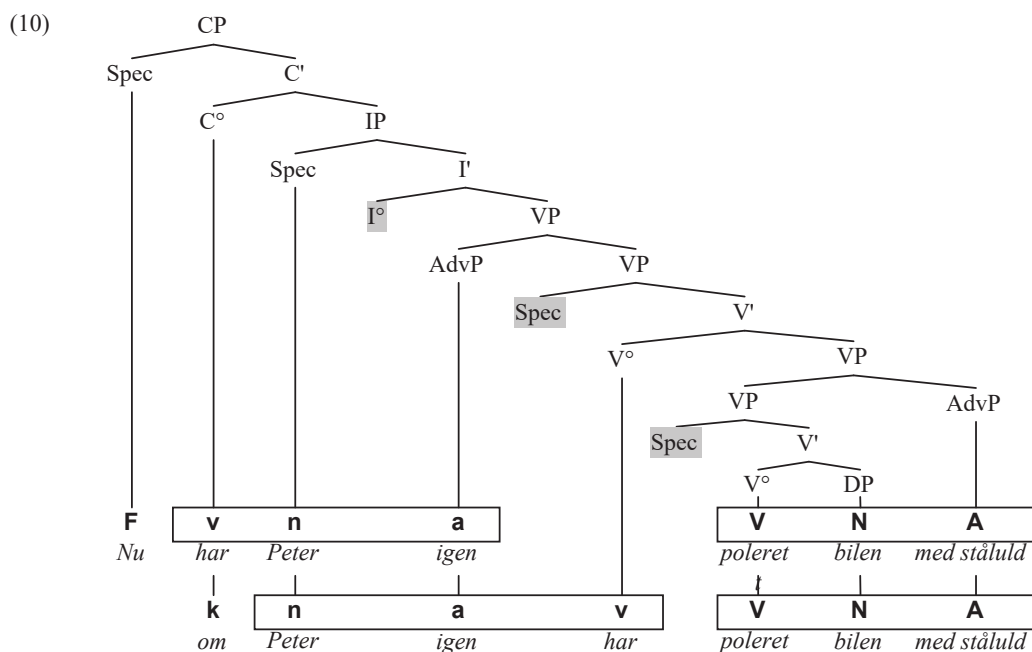 (10) CP
Spec C'
C° IP
Spec I'
I° VP
AdvP VP
Spec V'
V° VP
VP AdvP
Spec V'
V° DP
F v n a V N A
Nu har Peter igen poleret bilen med ståluld
t
k n a v V N A
om Peter igen har poleret bilen med ståluld